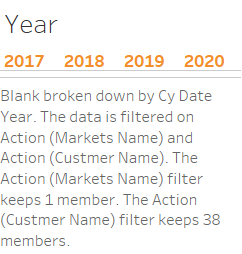 Year
2017 2018 2019 2020
Blank broken down by Cy Date
Year. The data is filtered on
Action (Markets Name) and
Action (Custmer Name). The
Action (Markets Name) filter
keeps 1 member. The Action
(Custmer Name) filter keeps 38
members.